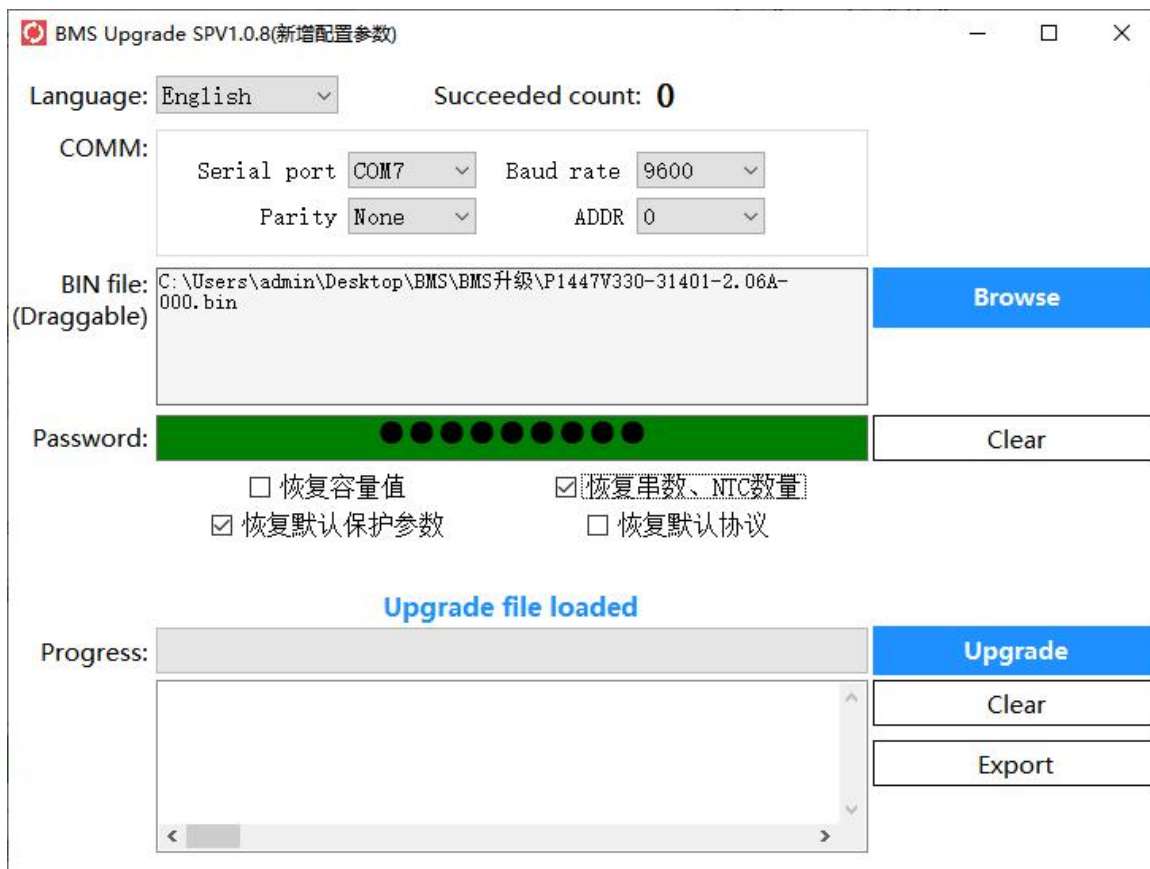 BMS Upgrade SPV1.0.8(新增配置参数)
Language: English Succeeded count: 0
COMM:
Serial port COM7 Baud rate 9600
Parity None ADDR 0
BIN file: C:\Users\admin\Desktop\BMS\BMS升级\P1447V330-31401-2.06A-
(Draggable) 000.bin
Browse
Password: ●●●●●●●●● Clear
恢复容量值 恢复串数、NTC数量
恢复默认保护参数 恢复默认协议
Upgrade file loaded
Progress: Upgrade
Clear
Export